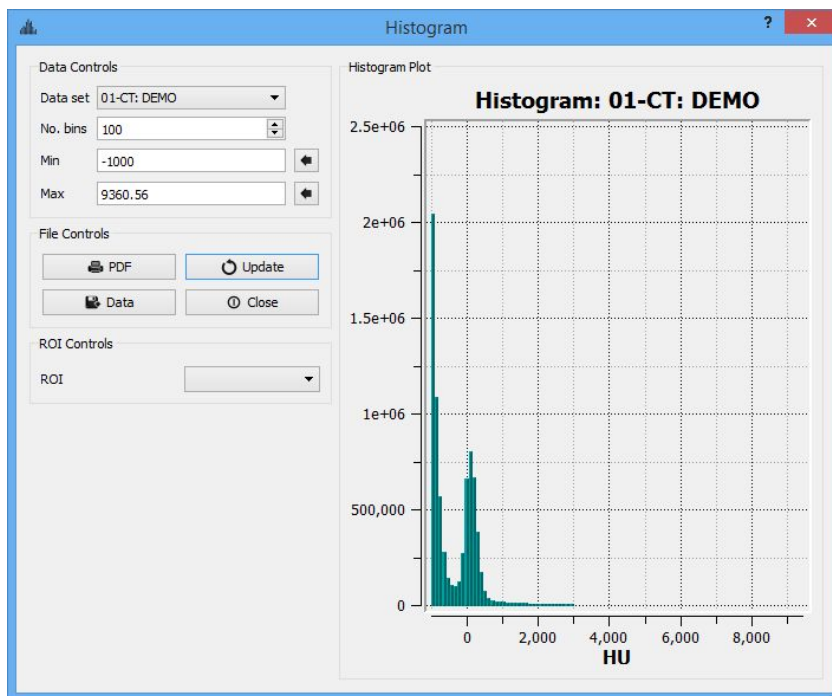 Histogram
?
×
Data Controls
Data set 01-CT: DEMO
No. bins 100
Min -1000
Max 9360.56
File Controls
PDF Update
Data Close
ROI Controls
ROI
Histogram Plot
Histogram: 01-CT: DEMO
2.5e+06
2e+06
1.5e+06
1e+06
500,000
0
0 2,000 4,000 6,000 8,000
HU